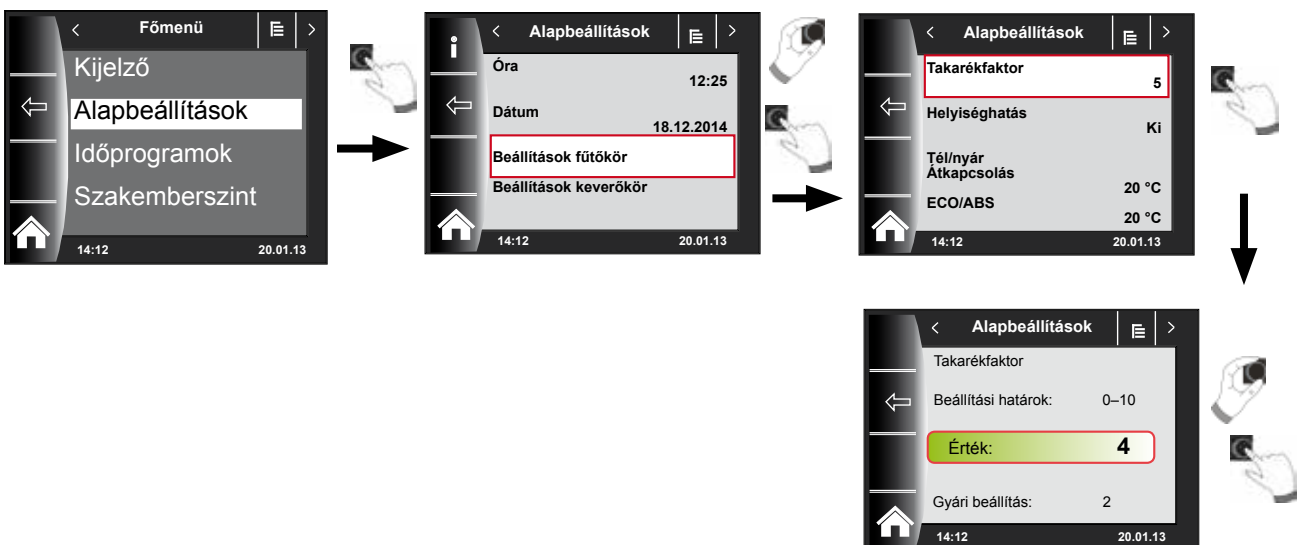 Főmenü
Kijelző
Alapbeállítások
Időprogramok
Szakemberszint
14:12 20.01.13
Alapbeállítások
Óra
12:25
Dátum
18.12.2014
Beállítások fűtőkör
Beállítások keverőkör
14:12 20.01.13
Alapbeállítások
Takarékfaktor
5
Helyiséghatás
Ki
Tél/nyár
Átkapcsolás
20 °C
ECO/ABS
20 °C
14:12 20.01.13
Alapbeállítások
Takarékfaktor
Beállítási határok: 0–10
Érték: 4
Gyári beállítás: 2
14:12 20.01.13